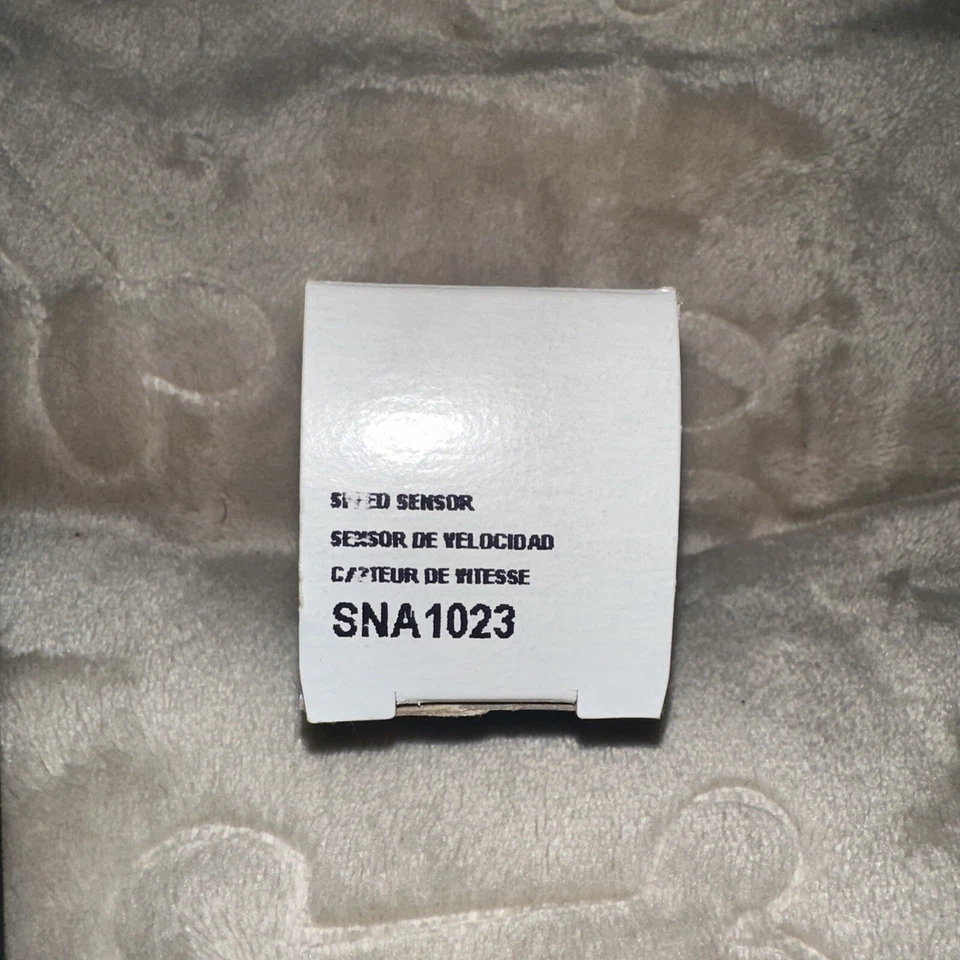 SPEED SENSOR
SENSOR DE VELOCIDAD
CAPTEUR DE VITESSE
SNA1023